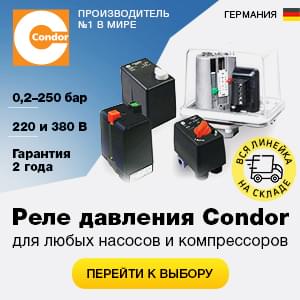 Condor
ПРОИЗВОДИТЕЛЬ
№1 В МИРЕ
ГЕРМАНИЯ
0,2–250 бар
220 и 380 В
Гарантия
2 года
ВСЯ ЛИНЕЙКА
НА СКЛАДЕ
Реле давления Condor
для любых насосов и компрессоров
ПЕРЕЙТИ К ВЫБОРУ